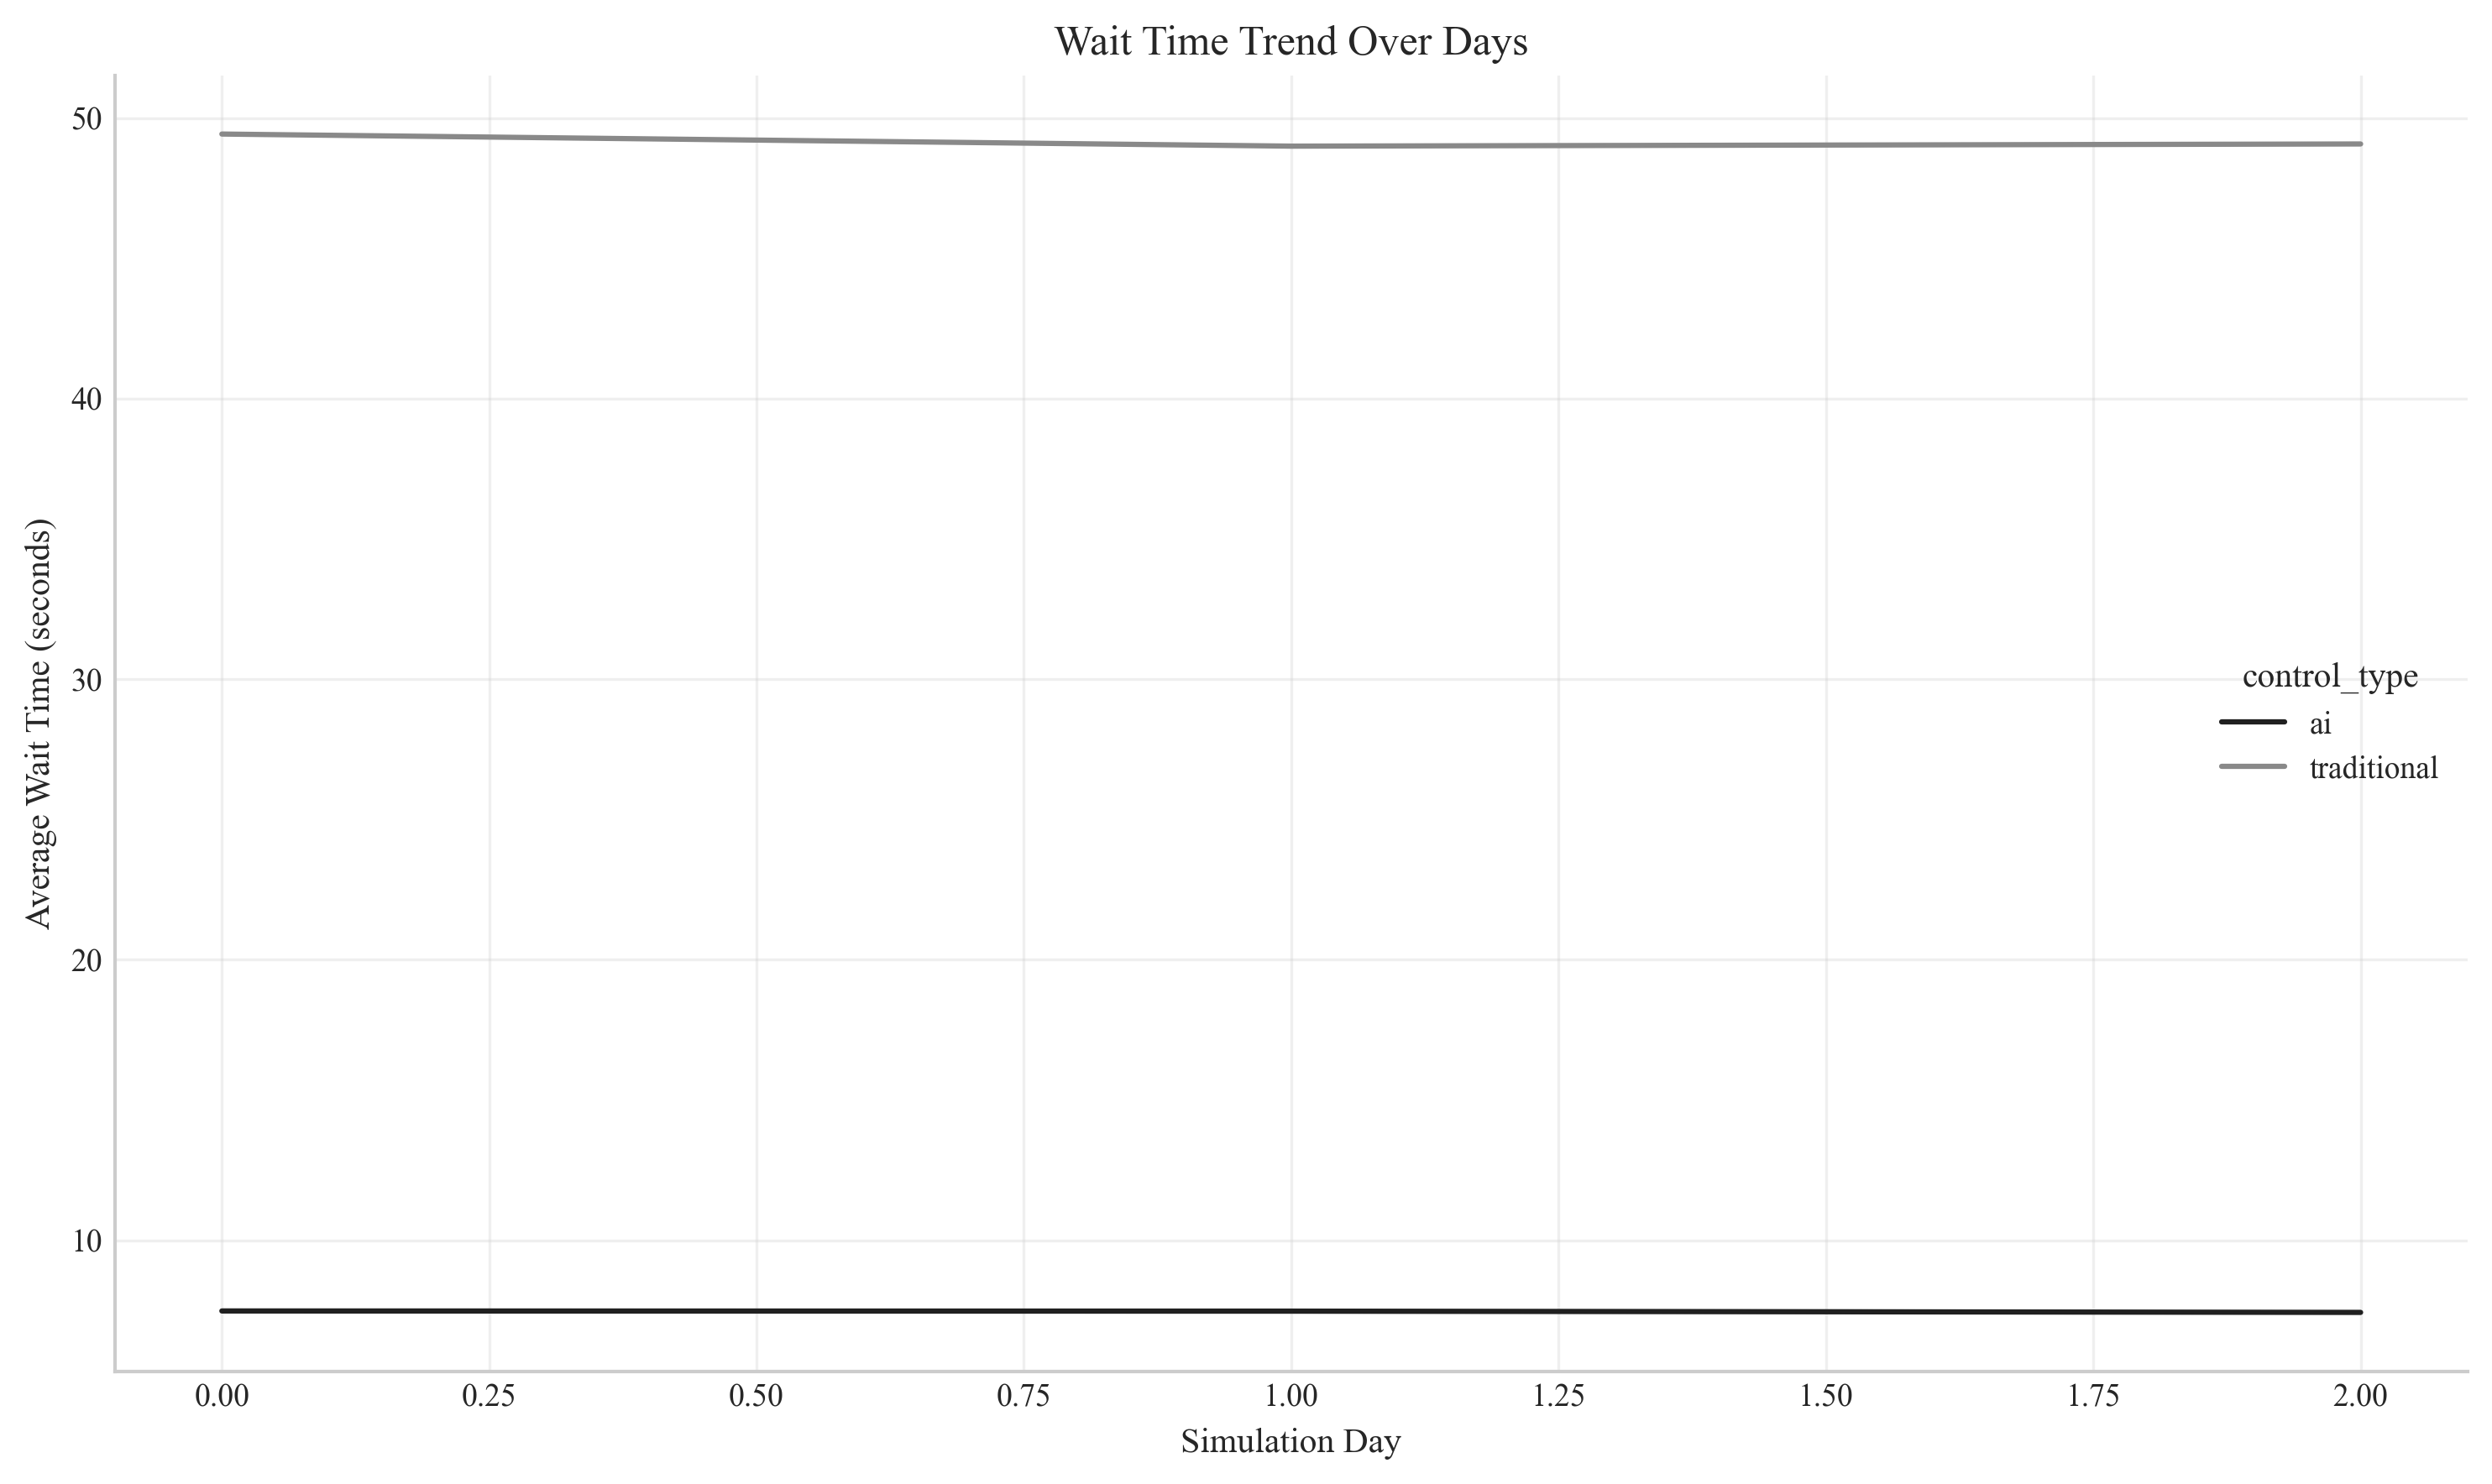 Wait Time Trend Over Days
50
40
30
20
10
Average Wait Time (seconds)
control_type
ai
traditional
0.00 0.25 0.50 0.75 1.00 1.25 1.50 1.75 2.00
Simulation Day